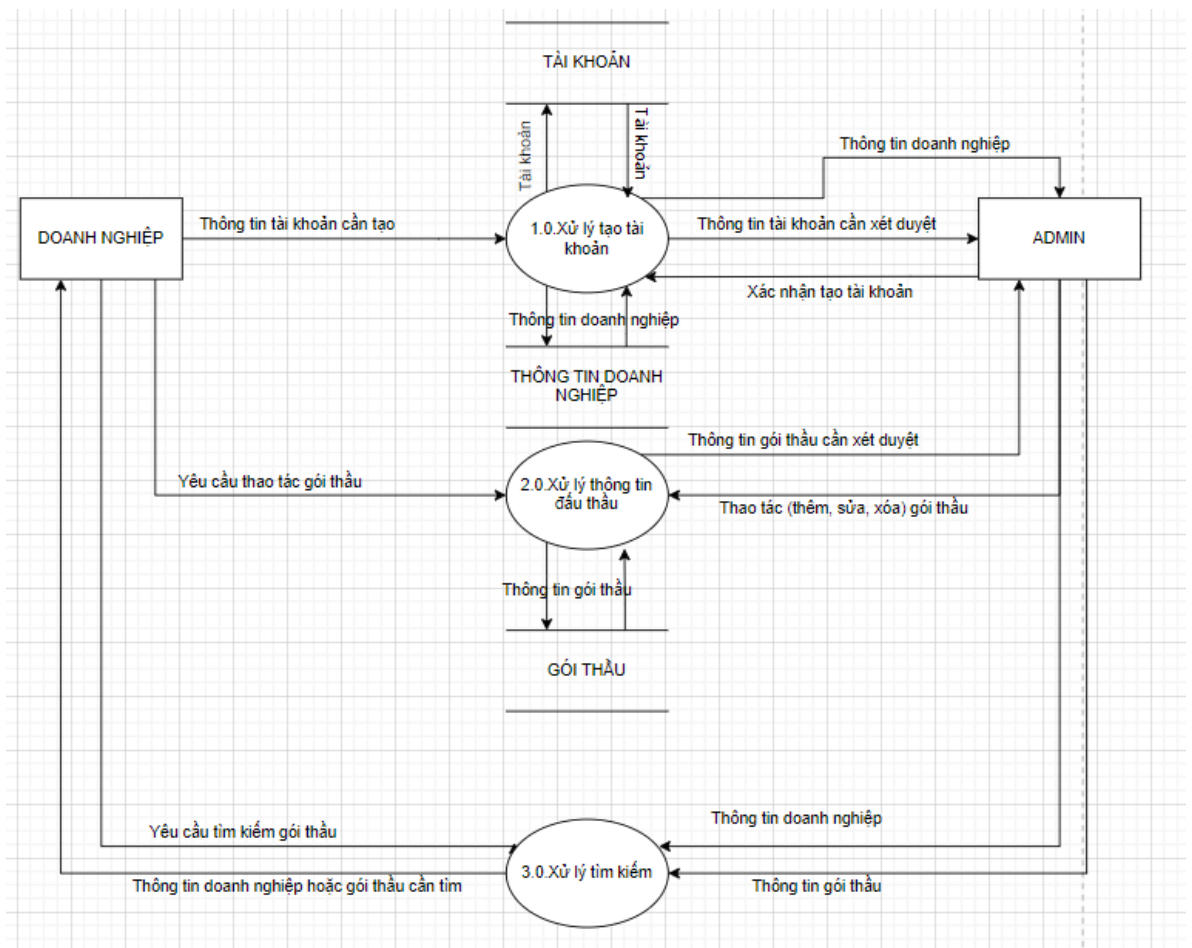 TÀI KHOẢN
Tài khoản
Tài khoản
Thông tin doanh nghiệp
DOANH NGHIỆP
Thông tin tài khoản cần tạo
1.0.Xử lý tạo tài
khoản
Thông tin tài khoản cần xét duyệt
ADMIN
Xác nhận tạo tài khoản
Thông tin doanh nghiệp
THÔNG TIN DOANH
NGHIỆP
Thông tin gói thầu cần xét duyệt
Yêu cầu thao tác gói thầu
2.0.Xử lý thông tin
đấu thầu
Thao tác (thêm, sửa, xóa) gói thầu
Thông tin gói thầu
GÓI THẦU
Thông tin doanh nghiệp
Yêu cầu tìm kiếm gói thầu
3.0.Xử lý tìm kiếm
Thông tin doanh nghiệp hoặc gói thầu cần tìm
Thông tin gói thầu